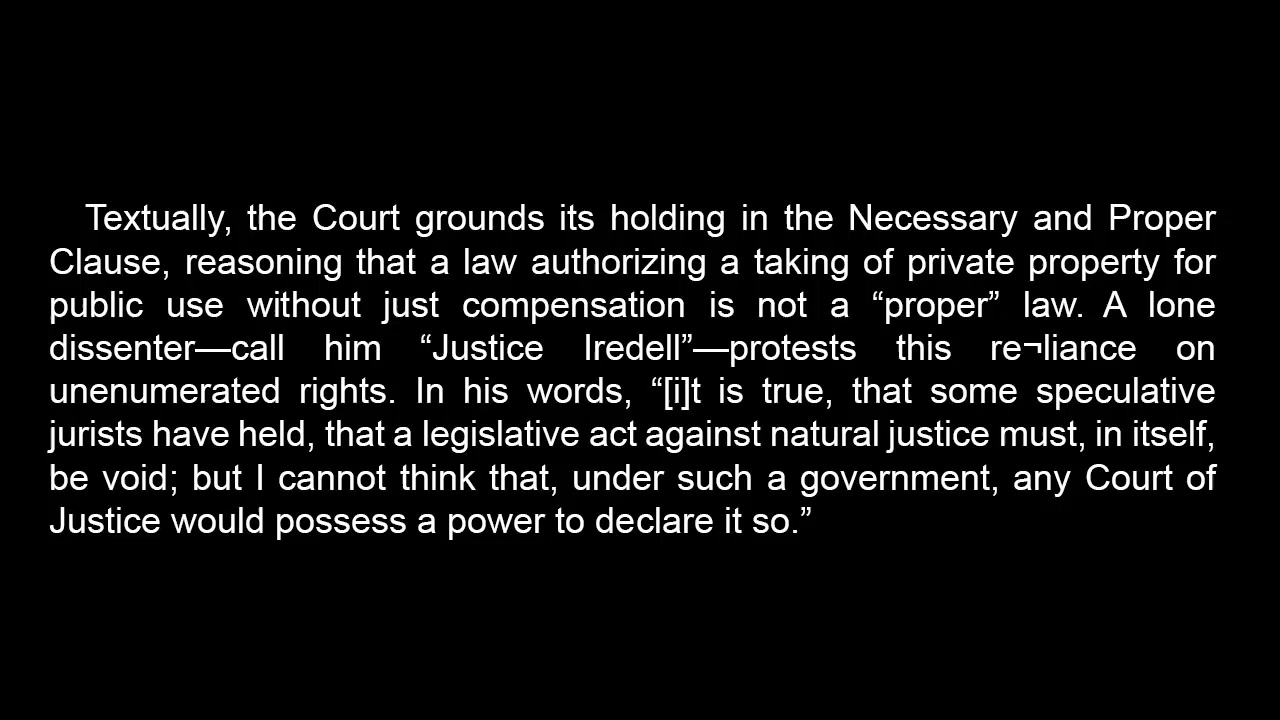 Textually, the Court grounds its holding in the Necessary and Proper
Clause, reasoning that a law authorizing a taking of private property for
public use without just compensation is not a “proper” law. A lone
dissenter—call him “Justice Iredell”—protests this re¬liance on
unenumerated rights. In his words, “[i]t is true, that some speculative
jurists have held, that a legislative act against natural justice must, in itself,
be void; but I cannot think that, under such a government, any Court of
Justice would possess a power to declare it so.”